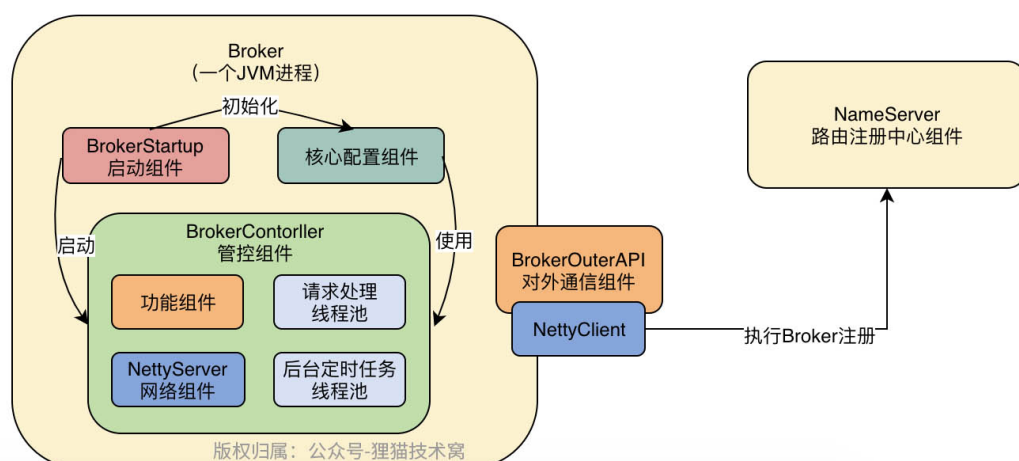 Broker
（一个JVM进程）
初始化
BrokerStartup
启动组件
核心配置组件
启动
使用
BrokerContorller
管控组件
功能组件
请求处理
线程池
NettyServer
网络组件
后台定时任务
线程池
BrokerOuterAPI
对外通信组件
NettyClient
执行Broker注册
NameServer
路由注册中心组件
版权归属：公众号-狸猫技术窝